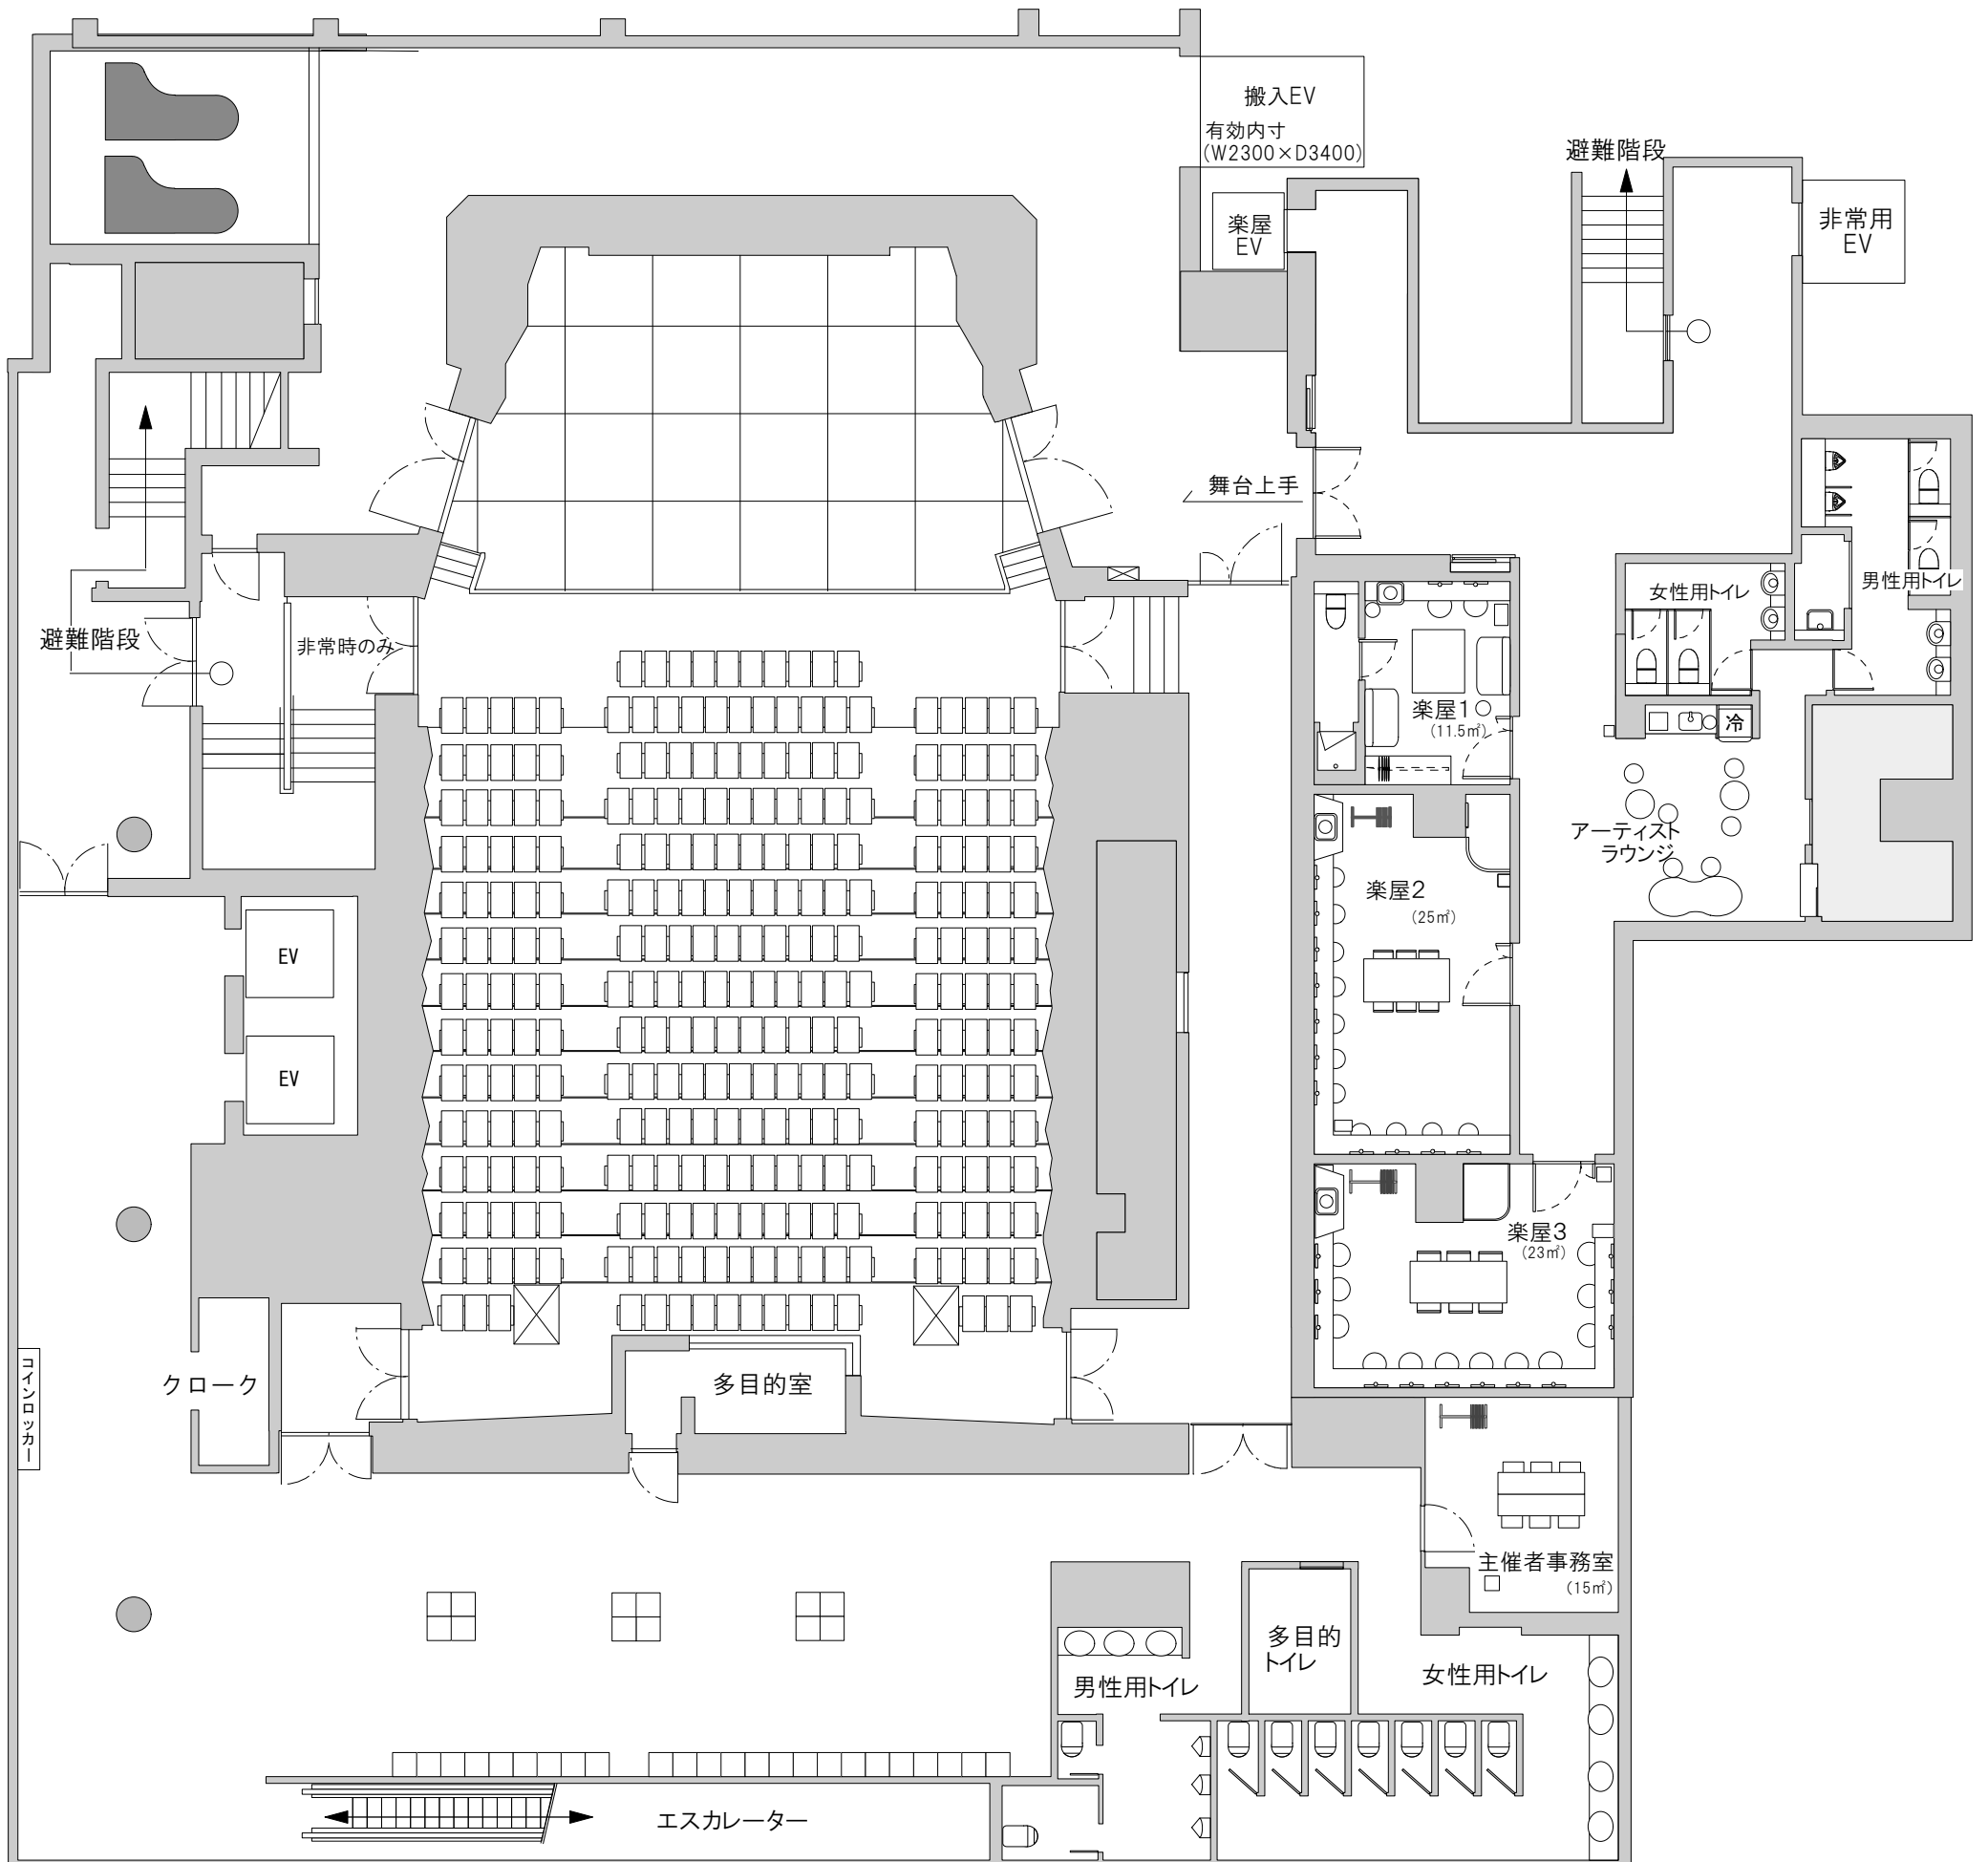 搬入EV
有効内寸
(W2300×D3400)
避難階段
楽屋
EV
非常用
EV
舞台上手
女性用トイレ
男性用トイレ
避難階段
非常時のみ
楽屋1
(11.5㎡)
冷
アーティスト
ラウンジ
楽屋2
(25㎡)
EV
EV
楽屋3
(23㎡)
コインロッカー
クローク
多目的室
主催者事務室
(15㎡)
多目的
トイレ
男性用トイレ
女性用トイレ
エスカレーター